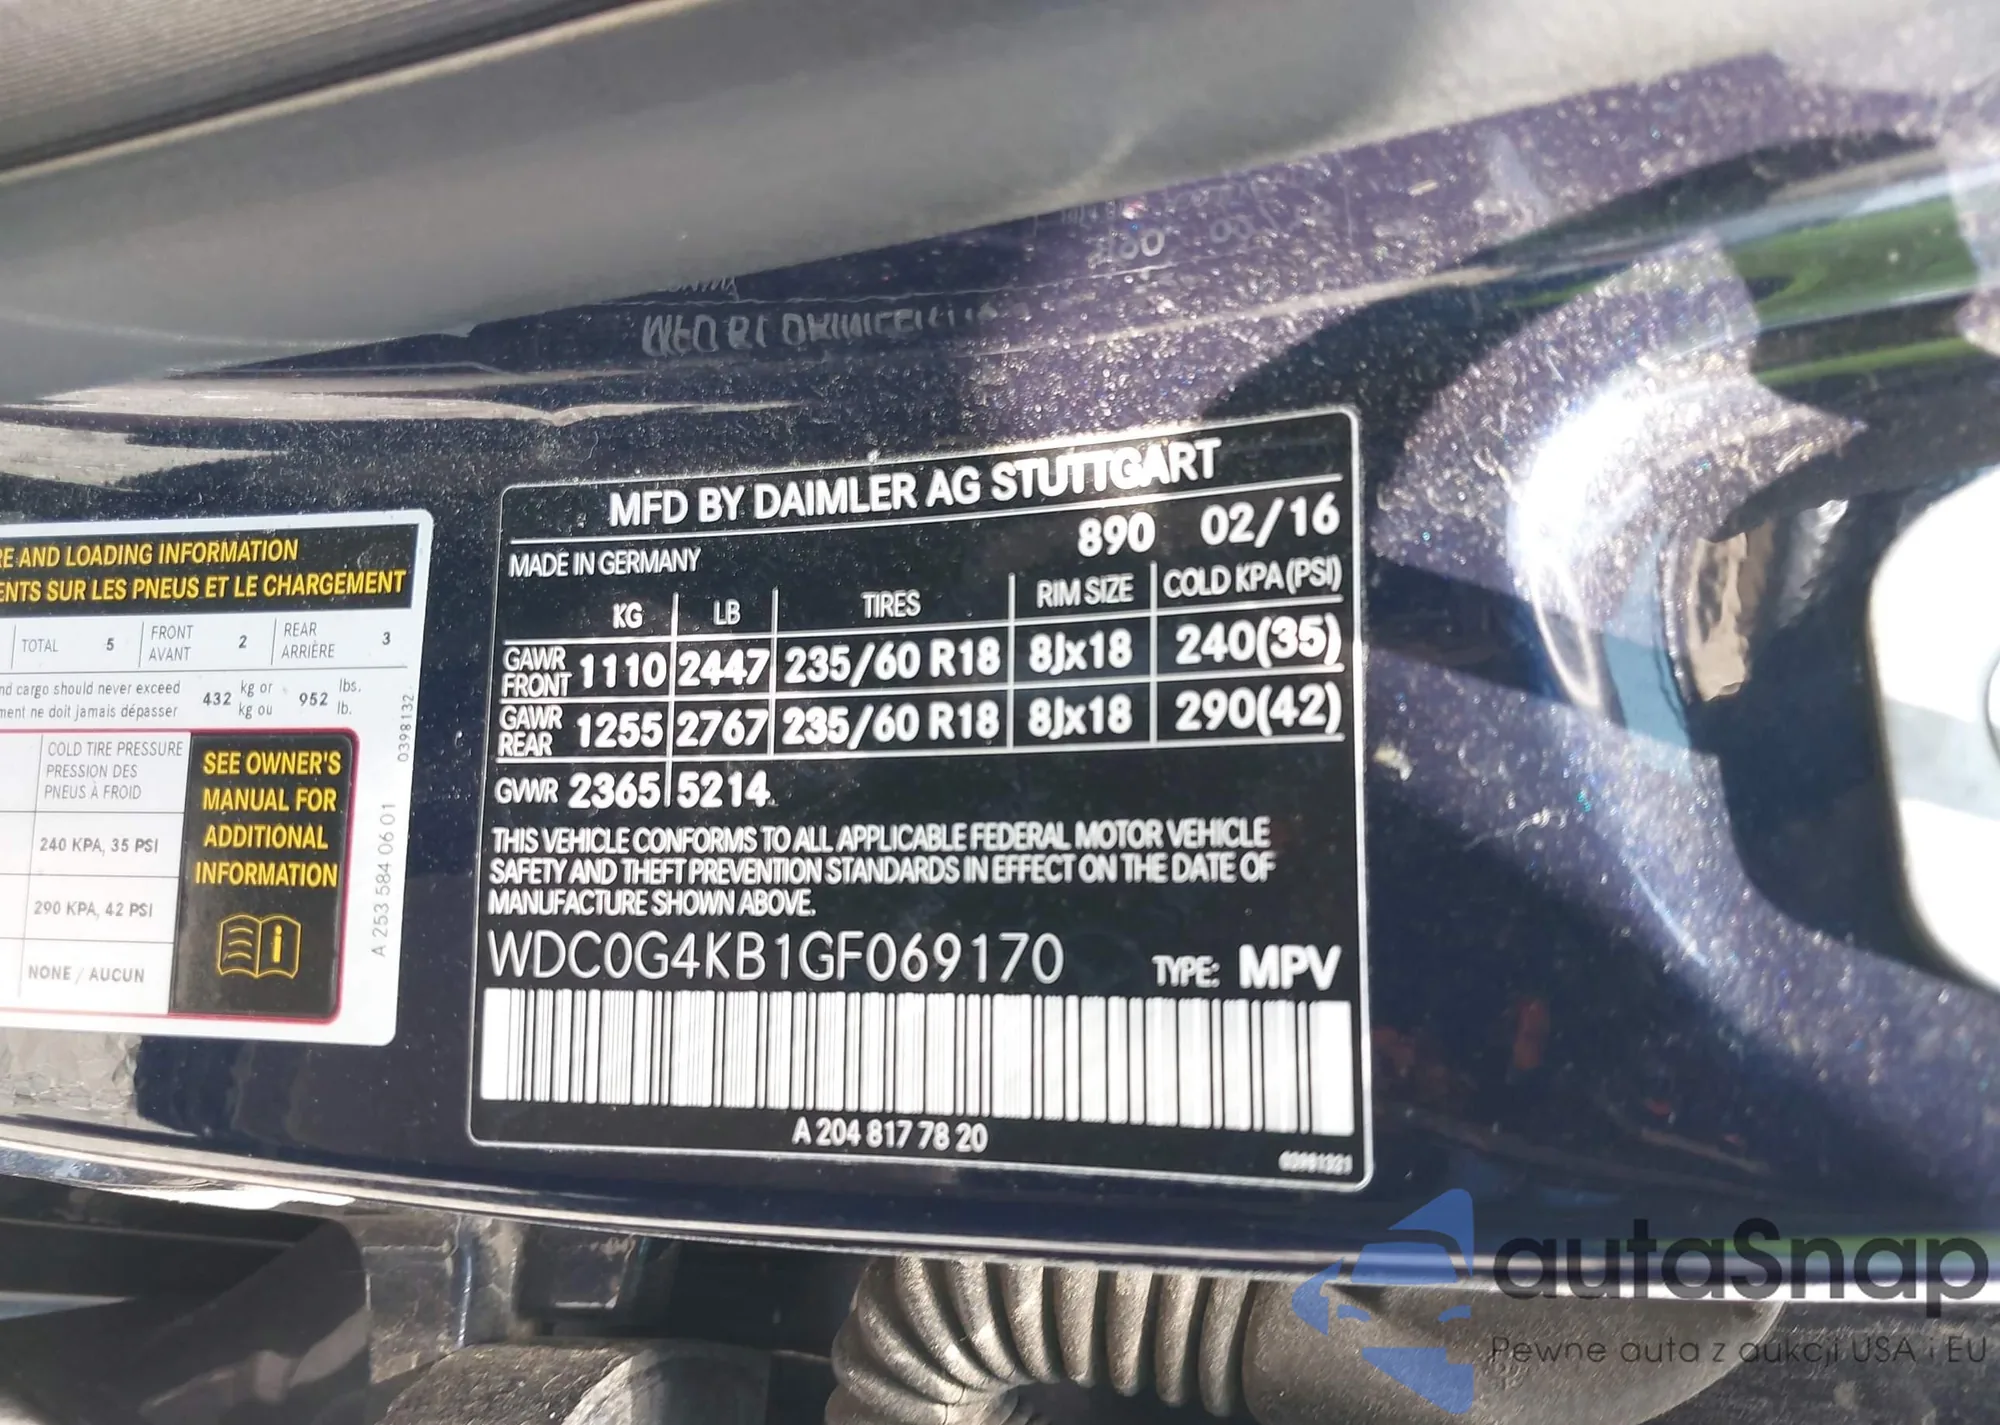 RE AND LOADING INFORMATION
ENTS SUR LES PNEUS ET LE CHARGEMENT
TOTAL 5 FRONT AVANT 2 REAR ARRIÈRE 3
nd cargo should never exceed 432 kg or 952 lbs.
ment ne doit jamais dépasser kg ou lb.
COLD TIRE PRESSURE
PRESSION DES
PNEUS À FROID
240 KPA, 35 PSI
290 KPA, 42 PSI
NONE / AUCUN
SEE OWNER'S
MANUAL FOR
ADDITIONAL
INFORMATION
A 253 584 06 01
0398132
MFD BY DAIMLER AG STUTTGART
890 02/16
MADE IN GERMANY
KG LB TIRES RIM SIZE COLD KPA(PSI)
GAWR FRONT 1110 2447 235/60 R18 8Jx18 240(35)
GAWR REAR 1255 2767 235/60 R18 8Jx18 290(42)
GVWR 2365 5214
THIS VEHICLE CONFORMS TO ALL APPLICABLE FEDERAL MOTOR VEHICLE
SAFETY AND THEFT PREVENTION STANDARDS IN EFFECT ON THE DATE OF
MANUFACTURE SHOWN ABOVE.
WDC0G4KB1GF069170 TYPE: MPV
A 204 817 78 20
autaSnap
Pewne auta z aukcji USA i EU